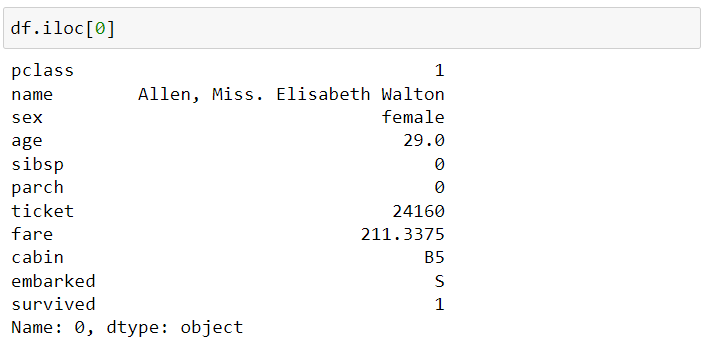 df.iloc[0]
pclass 1
name Allen, Miss. Elisabeth Walton
sex female
age 29.0
sibsp 0
parch 0
ticket 24160
fare 211.3375
cabin B5
embarked S
survived 1
Name: 0, dtype: object